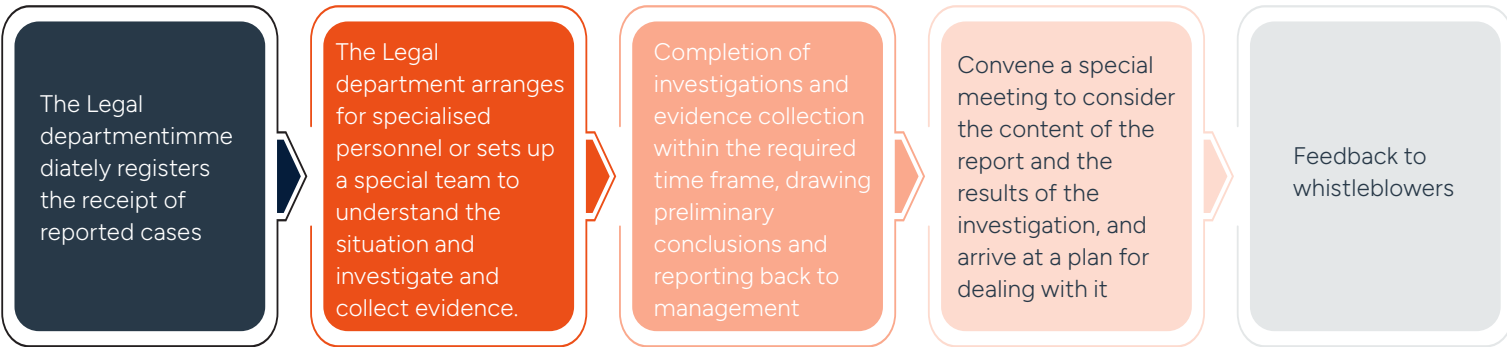 The Legal
departmentimme
diately registers
the receipt of
reported cases
The Legal
department arranges
for specialised
personnel or sets up
a special team to
understand the
situation and
investigate and
collect evidence.
Completion of
investigations and
evidence collection
within the required
time frame, drawing
preliminary
conclusions and
reporting back to
management
Convene a special
meeting to consider
the content of the
report and the
results of the
investigation, and
arrive at a plan for
dealing with it
Feedback to
whistleblowers